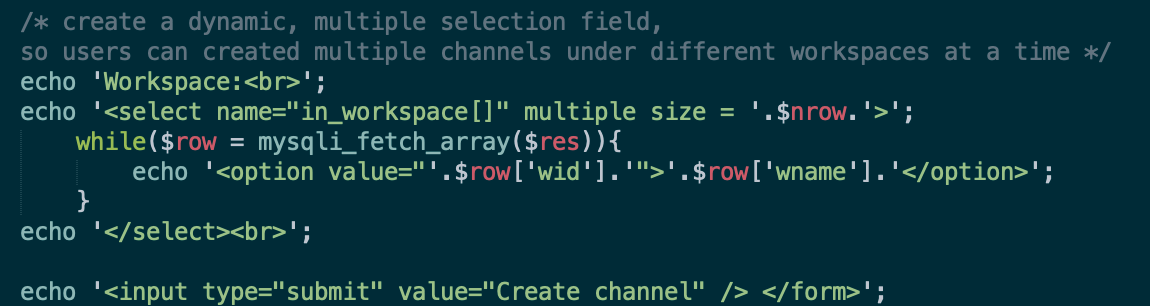 /* create a dynamic, multiple selection field,
so users can created multiple channels under different workspaces at a time */
echo 'Workspace:<br>';
echo '<select name="in_workspace[]" multiple size = '.$nrow.'>';
    while($row = mysqli_fetch_array($res)){
        echo '<option value="'.$row['wid'].'">'.$row['wname'].'</option>';
    }
echo '</select><br>';

echo '<input type="submit" value="Create channel" /> </form>';